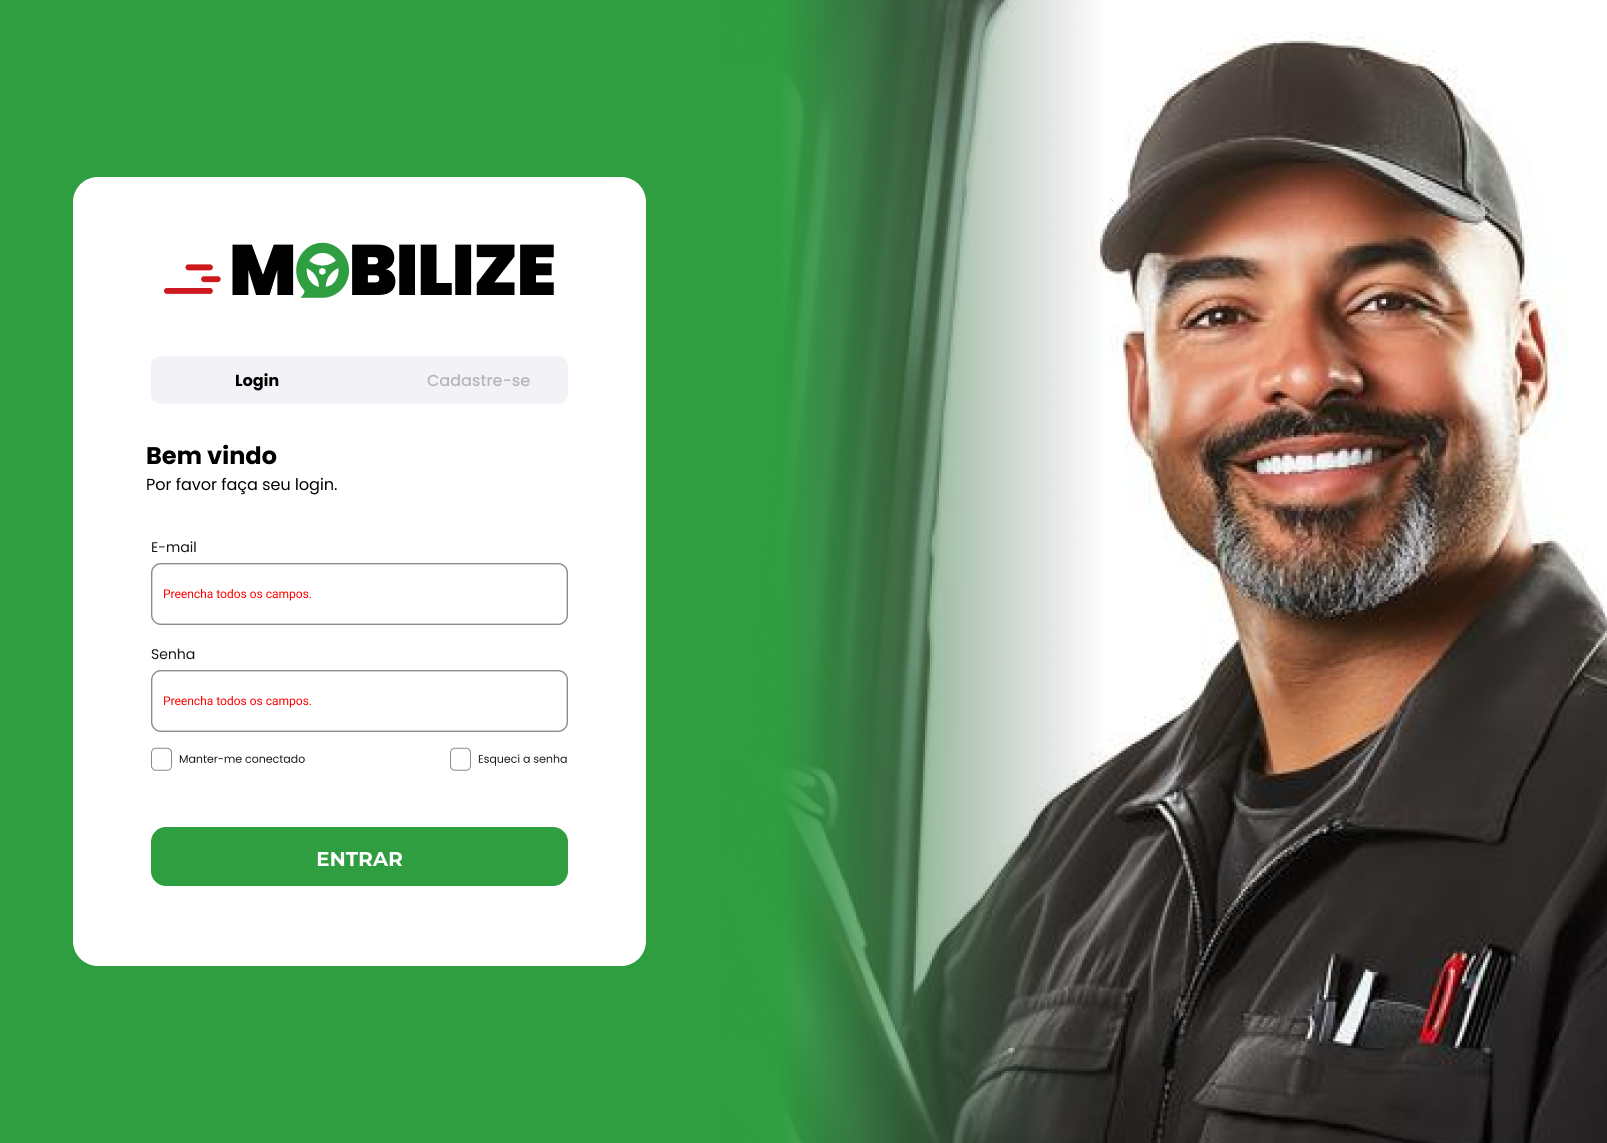 MOBILIZE
Login
Cadastre-se
Bem vindo
Por favor faça seu login.
E-mail
Preencha todos os campos.
Senha
Preencha todos os campos.
Manter-me conectado
Esqueci a senha
ENTRAR